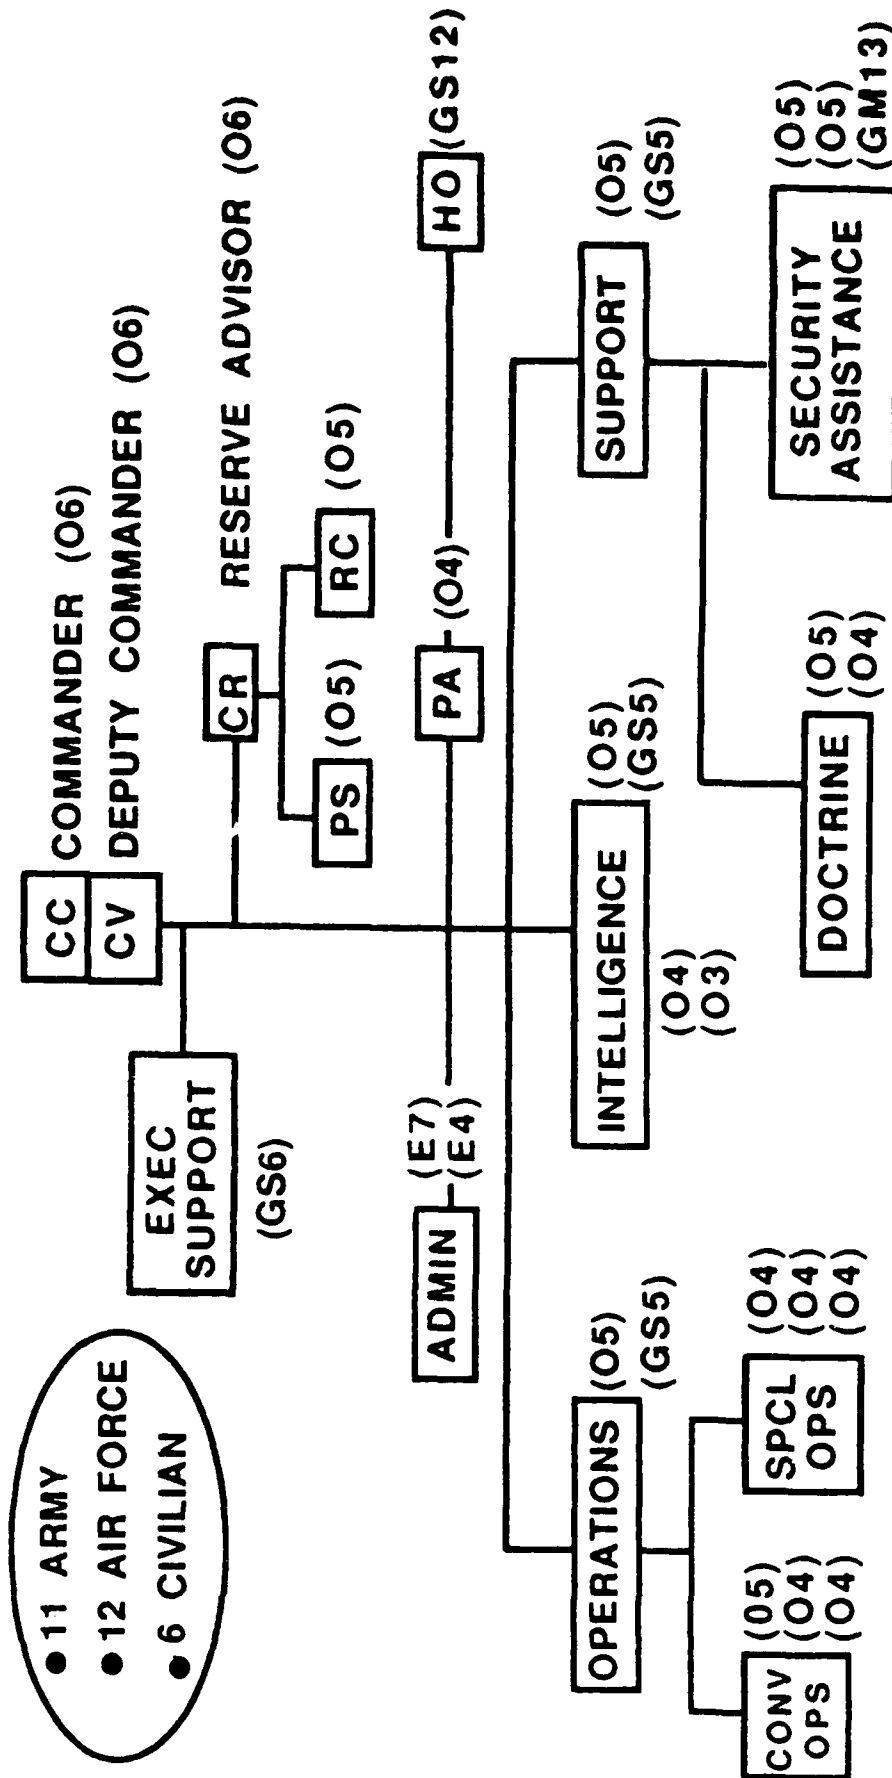 ● 11 ARMY
● 12 AIR FORCE
● 6 CIVILIAN
CC COMMANDER (O6)
CV DEPUTY COMMANDER (O6)
EXEC
SUPPORT
(GS6)
CR RESERVE ADVISOR (O6)
PS (O5)
RC (O5)
ADMIN (E7)
(E4)
PA (O4)
HO (GS12)
OPERATIONS (O5)
(GS5)
INTELLIGENCE (O5)
(GS5)
(O4)
(O3)
SUPPORT (O5)
(GS5)
CONV
OPS
(05)
(O4)
(O4)
SPCL
OPS
(O4)
(O4)
(O4)
DOCTRINE (O5)
(O4)
SECURITY
ASSISTANCE
(O5)
(O5)
(GM13)